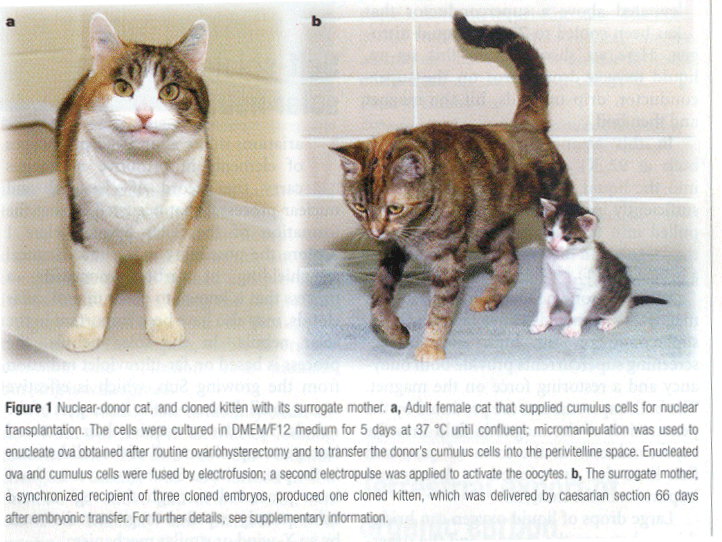 a
b
Figure 1 Nuclear-donor cat, and cloned kitten with its surrogate mother. a, Adult female cat that supplied cumulus cells for nuclear
transplantation. The cells were cultured in DMEM/F12 medium for 5 days at 37 °C until confluent; micromanipulation was used to
enucleate ova obtained after routine ovariohysterectomy and to transfer the donor's cumulus cells into the perivitelline space. Enucleated
ova and cumulus cells were fused by electrofusion; a second electropulse was applied to activate the oocytes. b, The surrogate mother,
a synchronized recipient of three cloned embryos, produced one cloned kitten, which was delivered by caesarian section 66 days
after embryonic transfer. For further details, see supplementary information.